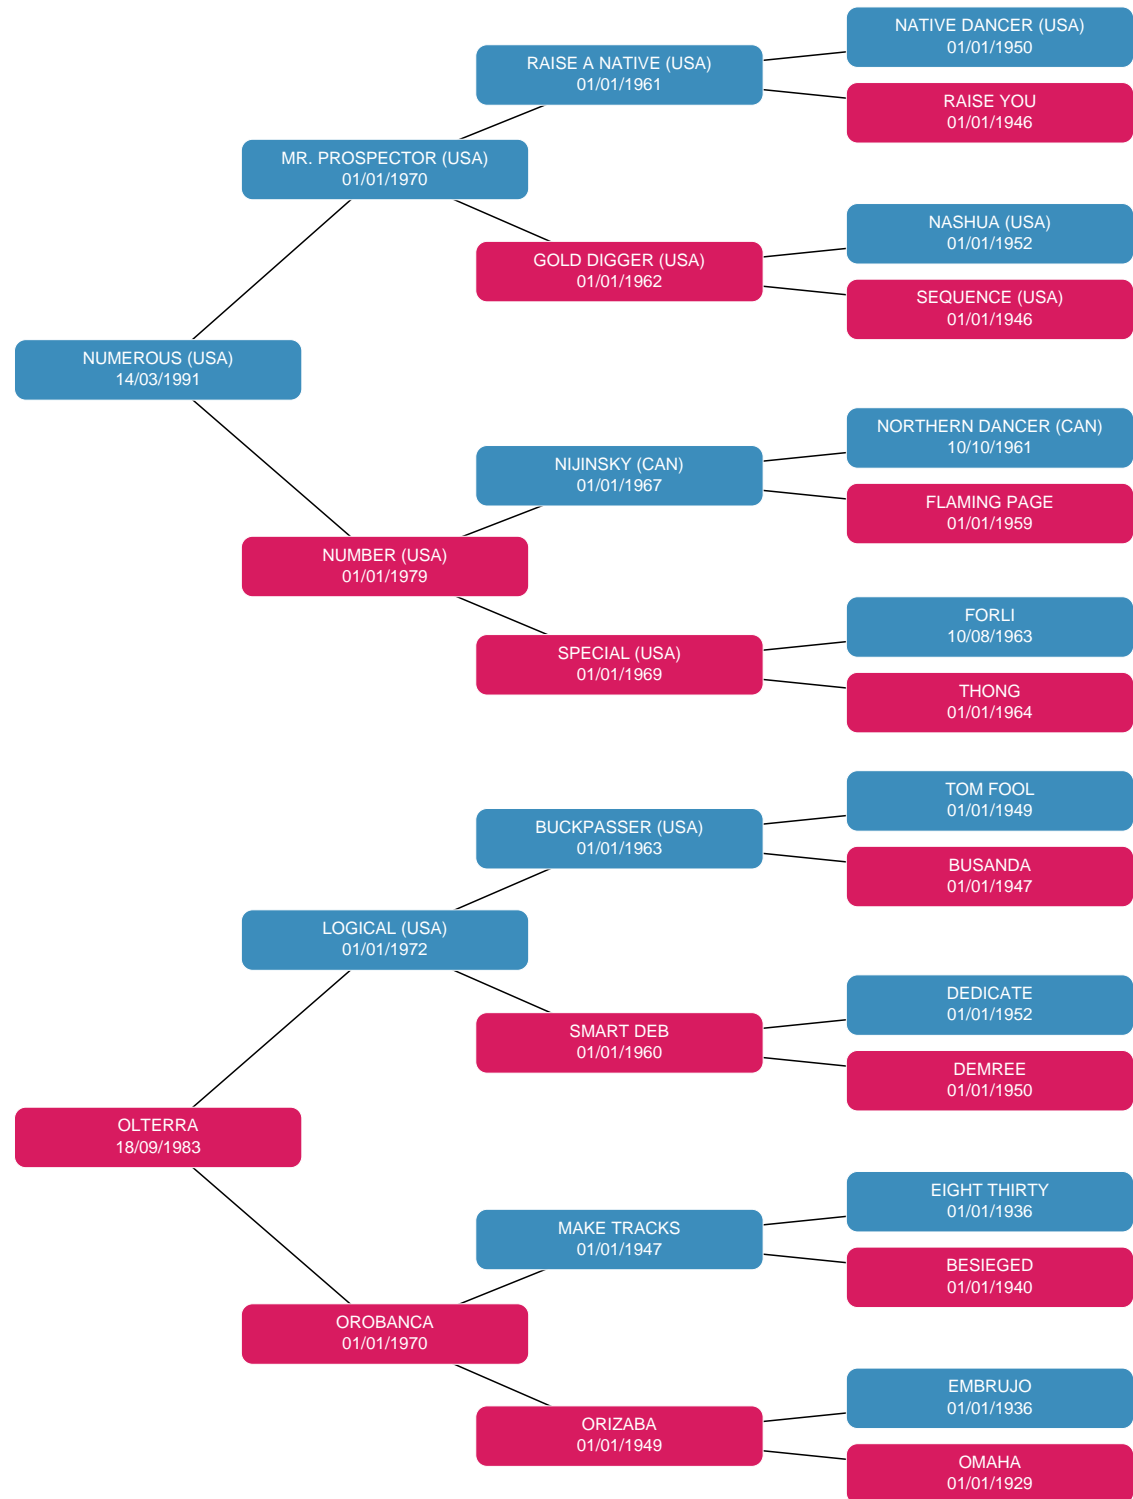 NATIVE DANCER (USA)
01/01/1950
RAISE A NATIVE (USA)
01/01/1961
RAISE YOU
01/01/1946
MR. PROSPECTOR (USA)
01/01/1970
NASHUA (USA)
01/01/1952
GOLD DIGGER (USA)
01/01/1962
SEQUENCE (USA)
01/01/1946
NUMEROUS (USA)
14/03/1991
NORTHERN DANCER (CAN)
10/10/1961
NIJINSKY (CAN)
01/01/1967
FLAMING PAGE
01/01/1959
NUMBER (USA)
01/01/1979
FORLI
10/08/1963
SPECIAL (USA)
01/01/1969
THONG
01/01/1964
TOM FOOL
01/01/1949
BUCKPASSER (USA)
01/01/1963
BUSANDA
01/01/1947
LOGICAL (USA)
01/01/1972
DEDICATE
01/01/1952
SMART DEB
01/01/1960
DEMREE
01/01/1950
OLTERRA
18/09/1983
EIGHT THIRTY
01/01/1936
MAKE TRACKS
01/01/1947
BESIEGED
01/01/1940
OROBANCA
01/01/1970
EMBRUJO
01/01/1936
ORIZABA
01/01/1949
OMAHA
01/01/1929